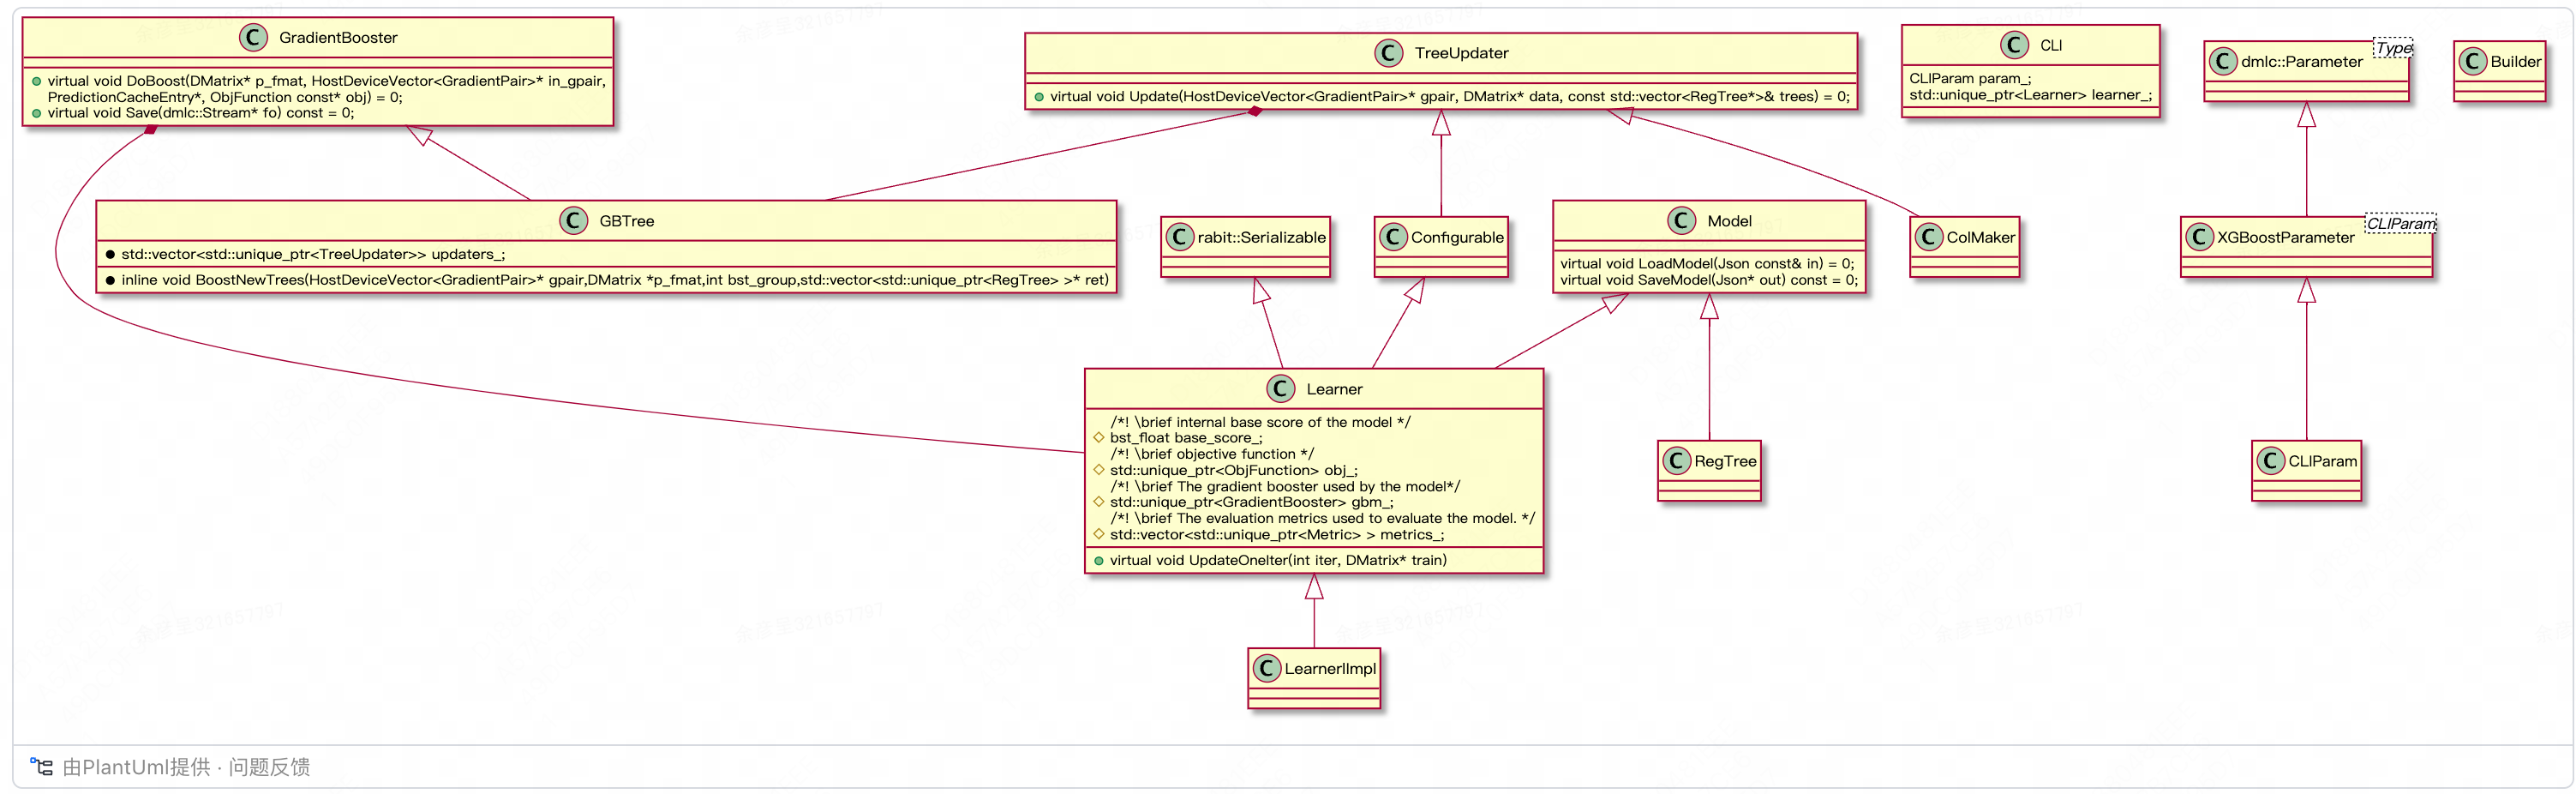 C GradientBooster
virtual void DoBoost(DMatrix* p_fmat, HostDeviceVector<GradientPair>* in_gpair,
PredictionCacheEntry*, ObjFunction const* obj) = 0;
virtual void Save(dmlc::Stream* fo) const = 0;
C TreeUpdater
virtual void Update(HostDeviceVector<GradientPair>* gpair, DMatrix* data, const std::vector<RegTree*>& trees) = 0;
C CLI
CLIParam param_;
std::unique_ptr<Learner> learner_;
C dmlc::Parameter
Type
C Builder
C GBTree
std::vector<std::unique_ptr<TreeUpdater>> updaters_;
inline void BoostNewTrees(HostDeviceVector<GradientPair>* gpair,DMatrix *p_fmat,int bst_group,std::vector<std::unique_ptr<RegTree> >* ret)
C rabit::Serializable
C Configurable
C Model
virtual void LoadModel(Json const& in) = 0;
virtual void SaveModel(Json* out) const = 0;
C ColMaker
C XGBoostParameter
CLIParam
C Learner
/*! \brief internal base score of the model */
bst_float base_score_;
/*! \brief objective function */
std::unique_ptr<ObjFunction> obj_;
/*! \brief The gradient booster used by the model*/
std::unique_ptr<GradientBooster> gbm_;
/*! \brief The evaluation metrics used to evaluate the model. */
std::vector<std::unique_ptr<Metric> > metrics_;
virtual void UpdateOneIter(int iter, DMatrix* train)
C RegTree
C CLIParam
C LearnerIImpl
由PlantUml提供 · 问题反馈